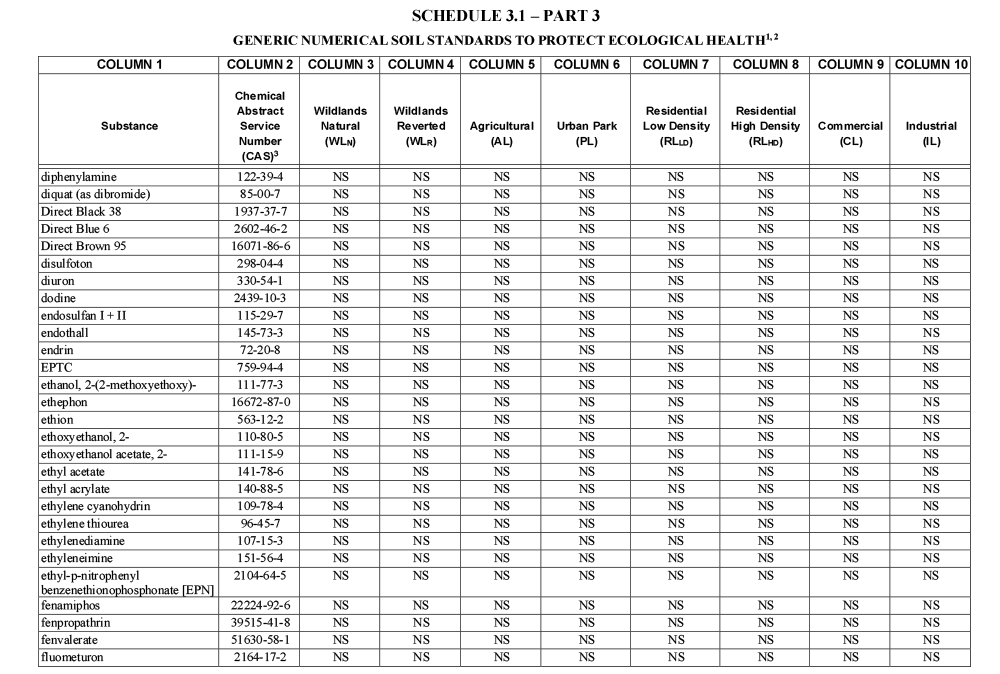 SCHEDULE 3.1 – PART 3
GENERIC NUMERICAL SOIL STANDARDS TO PROTECT ECOLOGICAL HEALTH1, 2
COLUMN 1 COLUMN 2 COLUMN 3 COLUMN 4 COLUMN 5 COLUMN 6 COLUMN 7 COLUMN 8 COLUMN 9 COLUMN 10
Substance Chemical Abstract Service Number (CAS)3 Wildlands Natural (WLN) Wildlands Reverted (WLR) Agricultural (AL) Urban Park (PL) Residential Low Density (RLLD) Residential High Density (RLHD) Commercial (CL) Industrial (IL)
diphenylamine 122-39-4 NS NS NS NS NS NS NS NS
diquat (as dibromide) 85-00-7 NS NS NS NS NS NS NS NS
Direct Black 38 1937-37-7 NS NS NS NS NS NS NS NS
Direct Blue 6 2602-46-2 NS NS NS NS NS NS NS NS
Direct Brown 95 16071-86-6 NS NS NS NS NS NS NS NS
disulfoton 298-04-4 NS NS NS NS NS NS NS NS
diuron 330-54-1 NS NS NS NS NS NS NS NS
dodine 2439-10-3 NS NS NS NS NS NS NS NS
endosulfan I + II 115-29-7 NS NS NS NS NS NS NS NS
endothall 145-73-3 NS NS NS NS NS NS NS NS
endrin 72-20-8 NS NS NS NS NS NS NS NS
EPTC 759-94-4 NS NS NS NS NS NS NS NS
ethanol, 2-(2-methoxyethoxy)- 111-77-3 NS NS NS NS NS NS NS NS
ethephon 16672-87-0 NS NS NS NS NS NS NS NS
ethion 563-12-2 NS NS NS NS NS NS NS NS
ethoxyethanol, 2- 110-80-5 NS NS NS NS NS NS NS NS
ethoxyethanol acetate, 2- 111-15-9 NS NS NS NS NS NS NS NS
ethyl acetate 141-78-6 NS NS NS NS NS NS NS NS
ethyl acrylate 140-88-5 NS NS NS NS NS NS NS NS
ethylene cyanohydrin 109-78-4 NS NS NS NS NS NS NS NS
ethylene thiourea 96-45-7 NS NS NS NS NS NS NS NS
ethylenediamine 107-15-3 NS NS NS NS NS NS NS NS
ethyleneimine 151-56-4 NS NS NS NS NS NS NS NS
ethyl-p-nitrophenyl 2104-64-5 NS NS NS NS NS NS NS NS
benzenethionophosphonate [EPN]
fenamiphos 22224-92-6 NS NS NS NS NS NS NS NS
fenpropathrin 39515-41-8 NS NS NS NS NS NS NS NS
fenvalerate 51630-58-1 NS NS NS NS NS NS NS NS
fluometuron 2164-17-2 NS NS NS NS NS NS NS NS